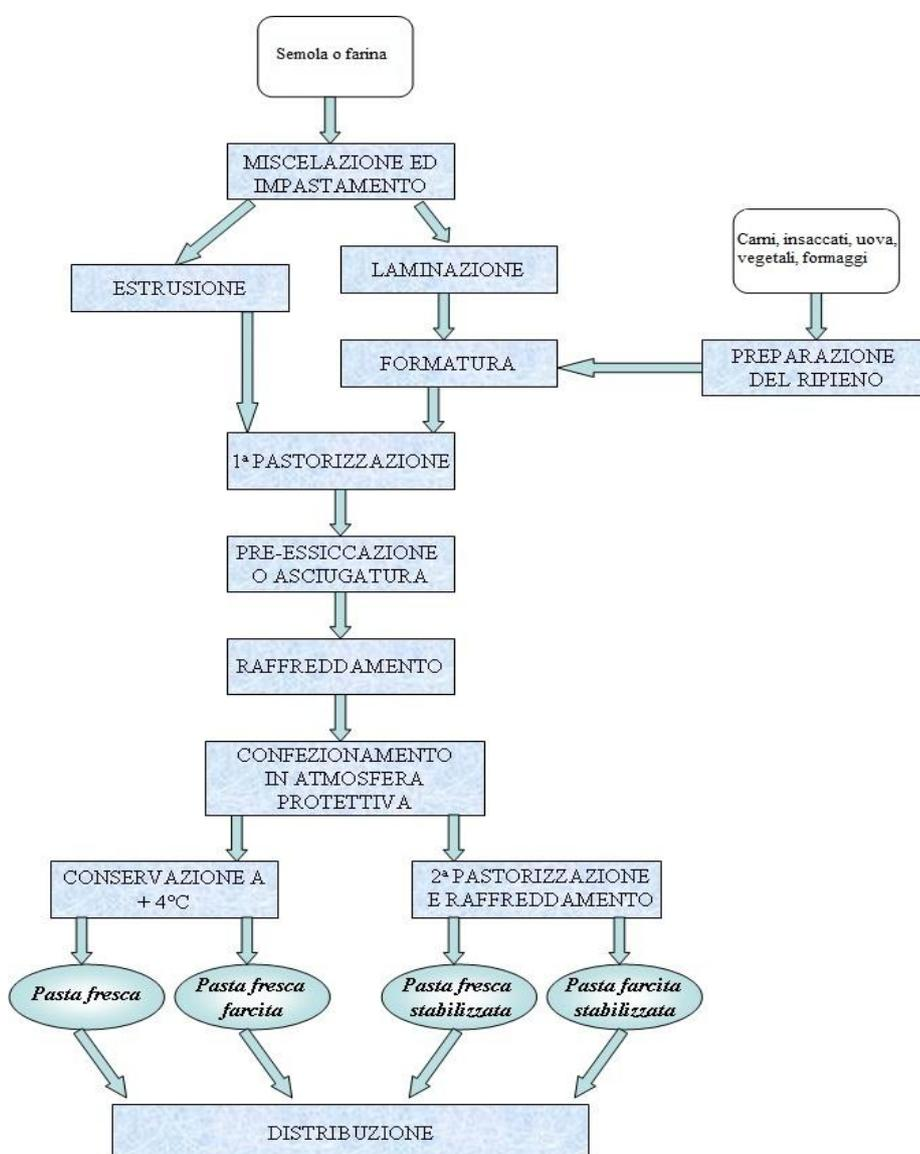 Semola o farina
MISCELAZIONE ED
IMPASTAMENTO
Carni, insaccati, uova,
vegetali, formaggi
ESTRUSIONE
LAMINAZIONE
FORMATURA
PREPARAZIONE
DEL RIPIENO
1ª PASTORIZZAZIONE
PRE-ESSICCAZIONE
O ASCIUGATURA
RAFFREDDAMENTO
CONFEZIONAMENTO
IN ATMOSFERA
PROTETTIVA
CONSERVAZIONE A
+ 4°C
2ª PASTORIZZAZIONE
E RAFFREDDAMENTO
Pasta fresca
Pasta fresca
farcita
Pasta fresca
stabilizzata
Pasta farcita
stabilizzata
DISTRIBUZIONE